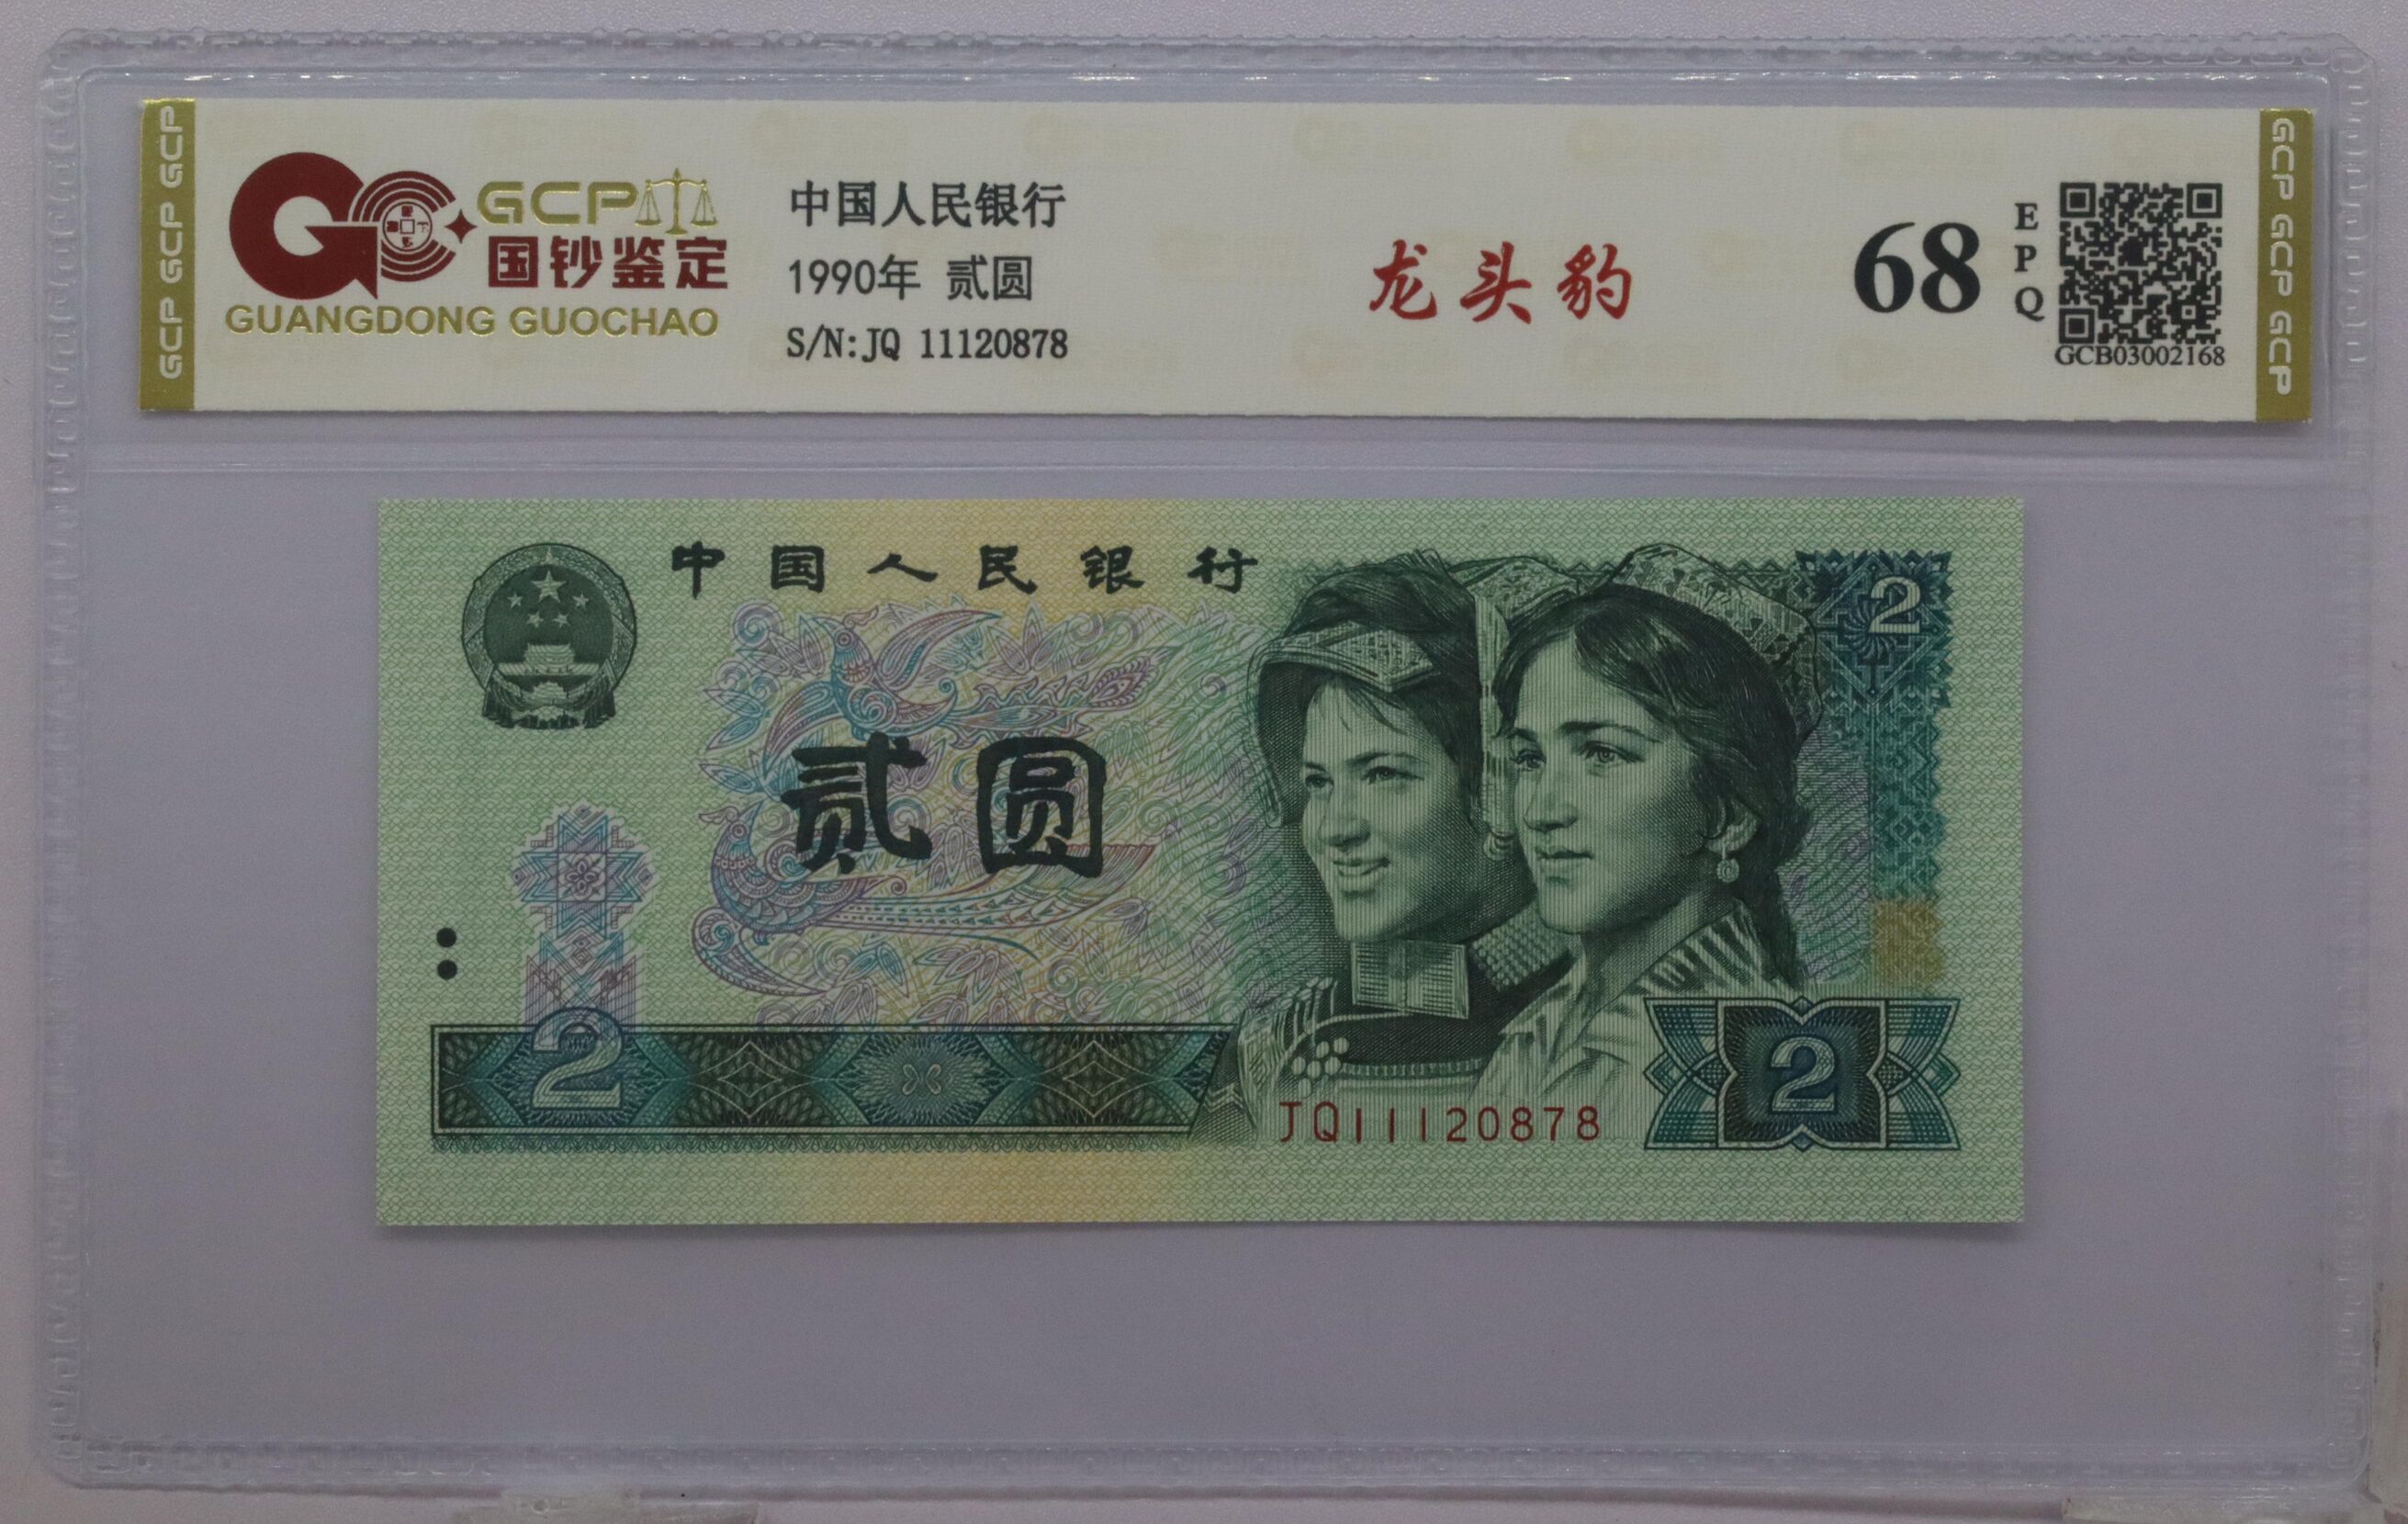 GCP GCP GCP
GCP
国钞鉴定
GUANGDONG GUOCHAO
中国人民银行
1990年 贰圆
S/N:JQ 11120878
龙头豹
68
EPQ
GCB03002168
GCP GCP GCP
中国人民银行
2
贰圆
2
2
JQ11120878